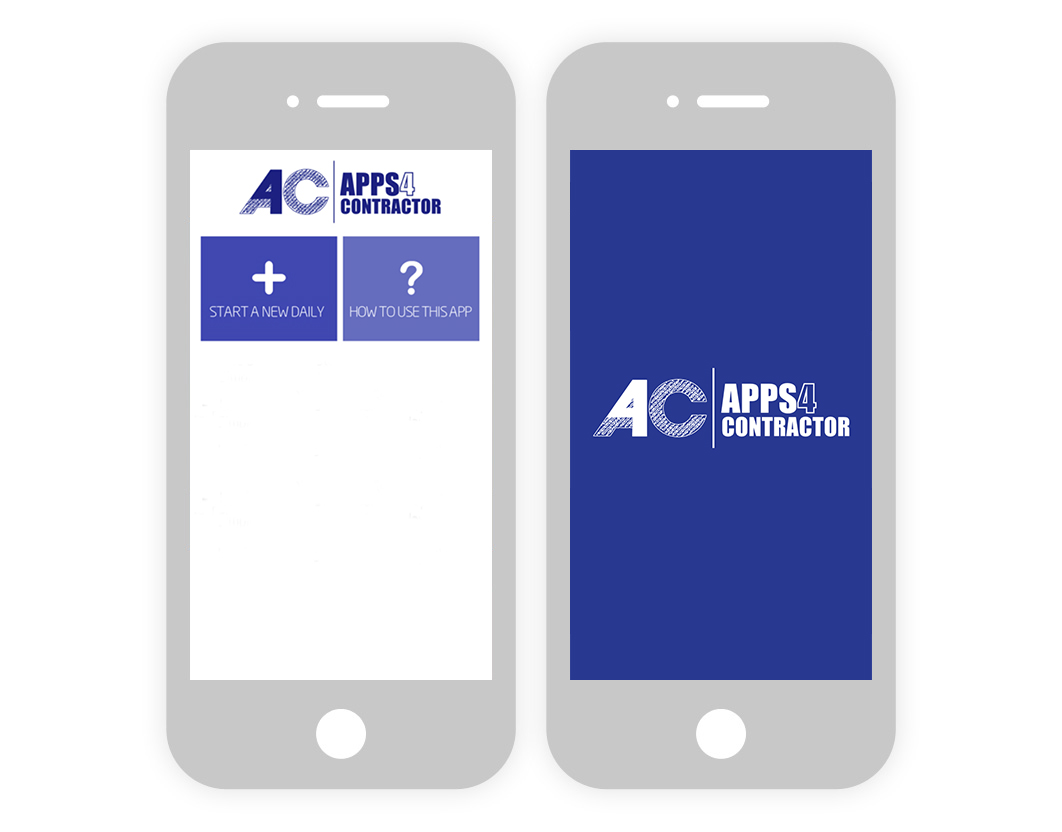 AC APPS4
CONTRACTOR
+ ?
START A NEW DAILY HOW TO USE THIS APP
AC APPS4
CONTRACTOR